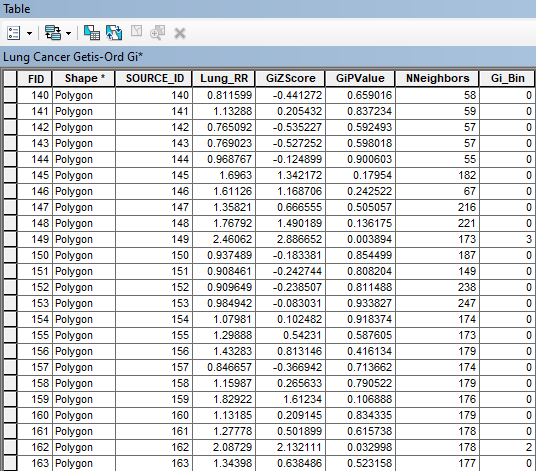 Table
Lung Cancer Getis-Ord Gi*
FID Shape * SOURCE_ID Lung_RR GiZScore GiPValue NNeighbors Gi_Bin
140 Polygon 140 0.811599 -0.441272 0.659016 58 0
141 Polygon 141 1.13288 0.205432 0.837234 59 0
142 Polygon 142 0.765092 -0.535227 0.592493 57 0
143 Polygon 143 0.769023 -0.527252 0.598018 57 0
144 Polygon 144 0.968767 -0.124899 0.900603 55 0
145 Polygon 145 1.6963 1.342172 0.17954 182 0
146 Polygon 146 1.61126 1.168706 0.242522 67 0
147 Polygon 147 1.35821 0.666555 0.505057 216 0
148 Polygon 148 1.76792 1.490189 0.136175 221 0
149 Polygon 149 2.46062 2.886652 0.003894 173 3
150 Polygon 150 0.937489 -0.183381 0.854499 187 0
151 Polygon 151 0.908461 -0.242744 0.808204 149 0
152 Polygon 152 0.909649 -0.238507 0.811488 238 0
153 Polygon 153 0.984942 -0.083031 0.933827 247 0
154 Polygon 154 1.07981 0.102482 0.918374 174 0
155 Polygon 155 1.29888 0.54231 0.587605 173 0
156 Polygon 156 1.43283 0.813146 0.416134 179 0
157 Polygon 157 0.846657 -0.366942 0.713662 174 0
158 Polygon 158 1.15987 0.265633 0.790522 179 0
159 Polygon 159 1.82922 1.61234 0.106888 176 0
160 Polygon 160 1.13185 0.209145 0.834335 179 0
161 Polygon 161 1.27778 0.501899 0.615738 178 0
162 Polygon 162 2.08729 2.132111 0.032998 178 2
163 Polygon 163 1.34398 0.638486 0.523158 177 0